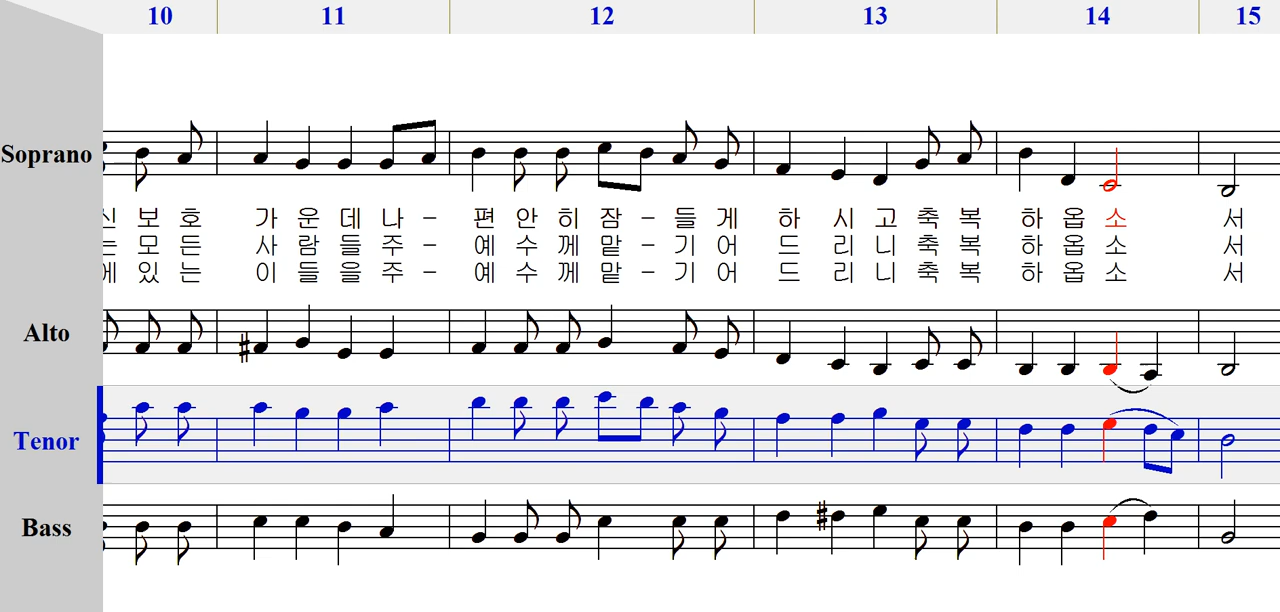 10 11 12 13 14 15
Soprano
신 보 호 가 운 데 나 - 편 안 히 잠 - 들 게 하 시 고 축 복 하 옵 소 서
는 모 든 사 람 들 주 - 예 수 께 맡 - 기 어 드 리 니 축 복 하 옵 소 서
에 있 는 이 들 을 주 - 예 수 께 맡 - 기 어 드 리 니 축 복 하 옵 소 서
Alto
Tenor
Bass